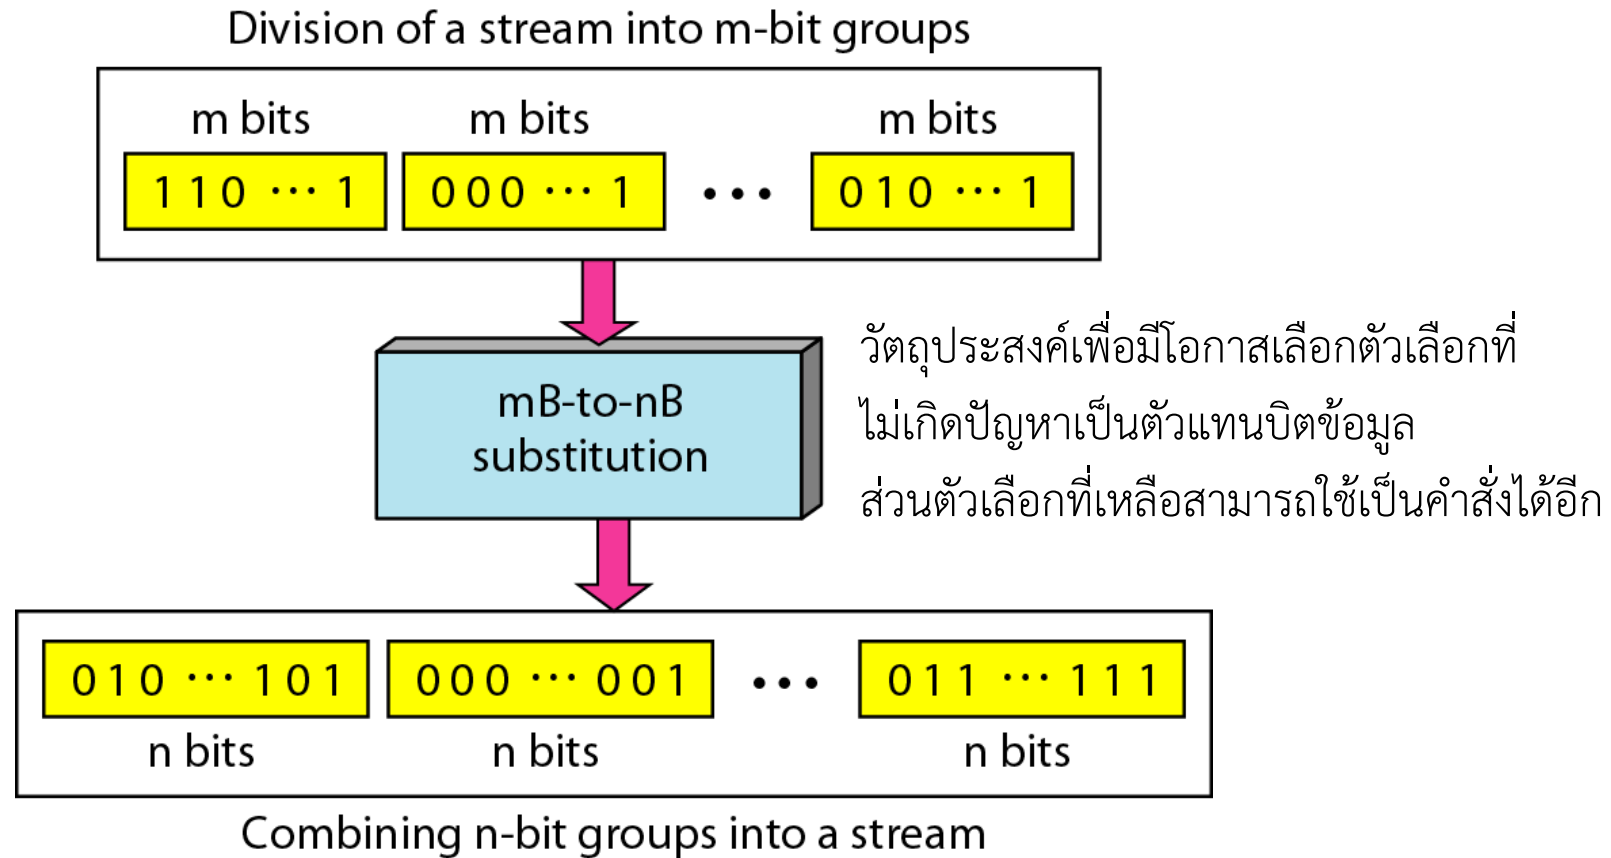 Division of a stream into m-bit groups
m bits m bits m bits
1 1 0 ··· 1 0 0 0 ··· 1 ••• 0 1 0 ··· 1
mB-to-nB
substitution
วัตถุประสงค์เพื่อมีโอกาสเลือกตัวเลือกที่
ไม่เกิดปัญหาเป็นตัวแทนบิตข้อมูล
ส่วนตัวเลือกที่เหลือสามารถใช้เป็นคำสั่งได้อีก
0 1 0 ··· 1 0 1 0 0 0 ··· 0 0 1 ••• 0 1 1 ··· 1 1 1
n bits n bits n bits
Combining n-bit groups into a stream